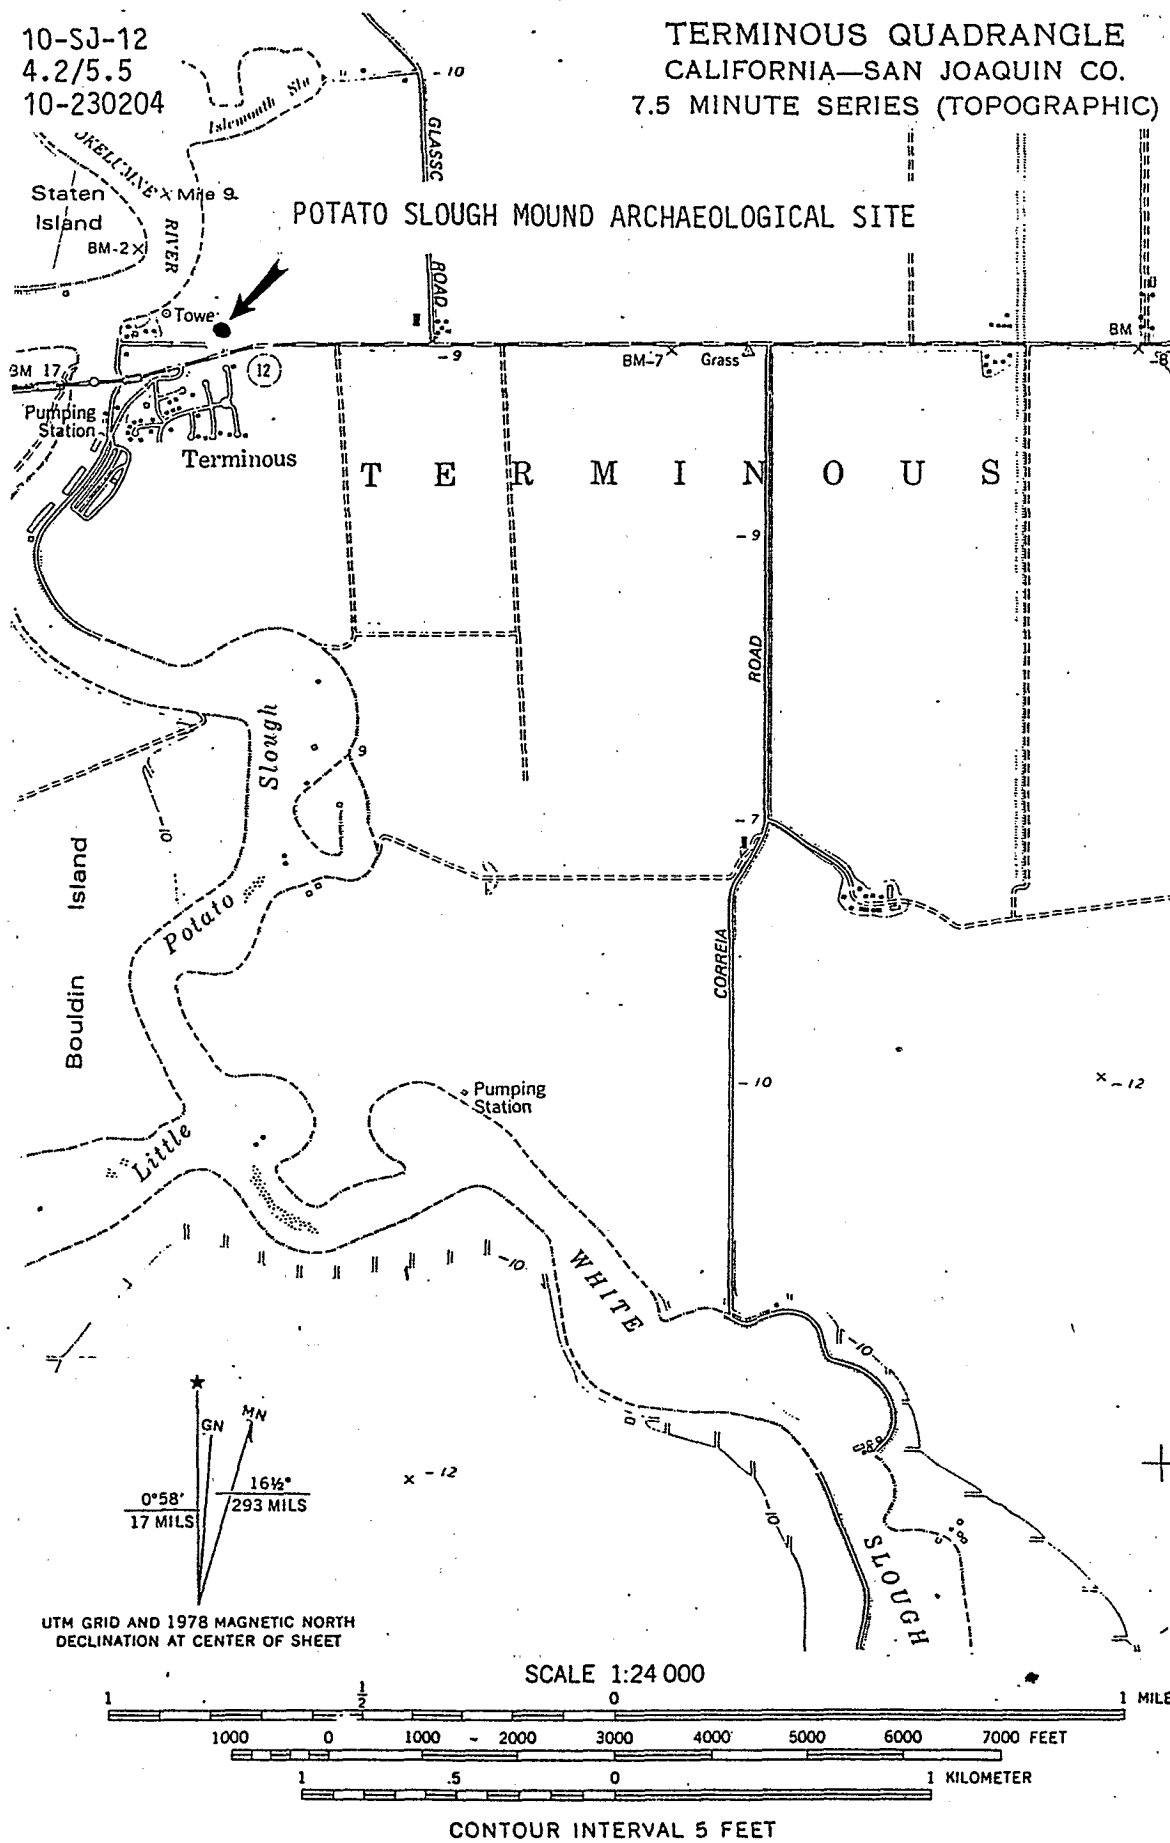 10-SJ-12
4.2/5.5
10-230204
TERMINOUS QUADRANGLE
CALIFORNIA—SAN JOAQUIN CO.
7.5 MINUTE SERIES (TOPOGRAPHIC)
-10
GLASSC
Staten
Island
Mile 9
RIVER
BM-2
POTATO SLOUGH MOUND ARCHAEOLOGICAL SITE
ROAD
Towe
BM 17
12
-9
BM-7
Grass
BM
-8
Pumping
Station
Terminous
TERMINOUS
-9
ROAD
Slough
9
-7
10
Bouldin Island
Potato
CORREIA
Pumping
Station
-10
-12
Little
-10
WHITE
-10
GN
MN
0°58'
17 MILS
16½°
293 MILS
-12
-10
SLOUGH
UTM GRID AND 1978 MAGNETIC NORTH
DECLINATION AT CENTER OF SHEET
SCALE 1:24 000
1 ½ 0 1 MILE
1000 0 1000 2000 3000 4000 5000 6000 7000 FEET
1 .5 0 1 KILOMETER
CONTOUR INTERVAL 5 FEET